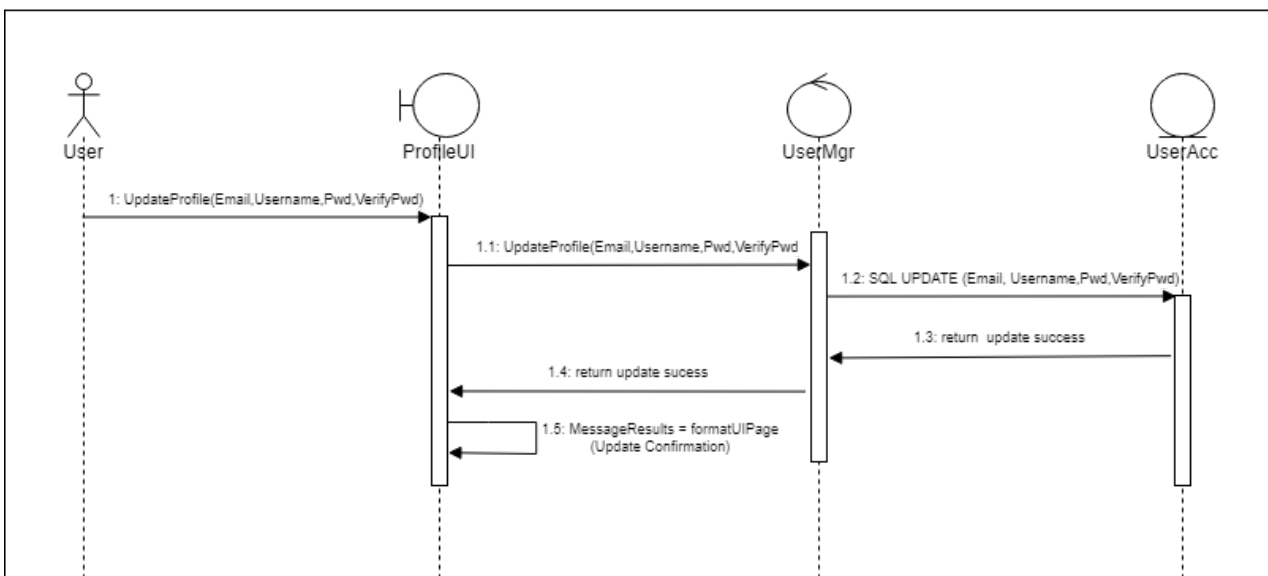 User
ProfileUI
UserMgr
UserAcc
1: UpdateProfile(Email,Username,Pwd,VerifyPwd)
1.1: UpdateProfile(Email,Username,Pwd,VerifyPwd
1.2: SQL UPDATE (Email, Username,Pwd,VerifyPwd)
1.3: return update success
1.4: return update sucess
1.5: MessageResults = formatUIPage
(Update Confirmation)